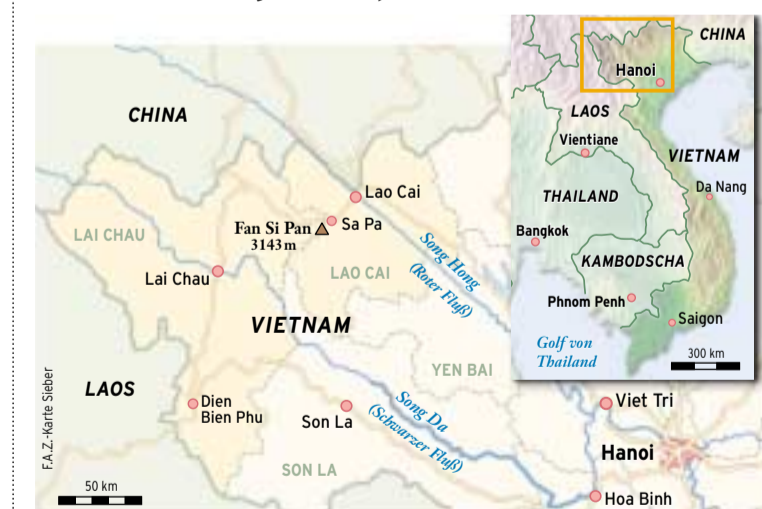 CHINA
Lao Cai
Fan Si Pan
3143 m
Sa Pa
LAI CHAU
Lai Chau
LAO CAI
Song Hong
(Roter Fluß)
VIETNAM
YEN BAI
LAOS
Dien
Bien Phu
Son La
Song Da
(Schwarzer Fluß)
SON LA
Viet Tri
Hanoi
Hoa Binh
50 km
F.A.Z.-Karte Sieber
CHINA
Hanoi
LAOS
Vientiane
VIETNAM
Da Nang
THAILAND
Bangkok
KAMBODSCHA
Phnom Penh
Saigon
Golf von
Thailand
300 km